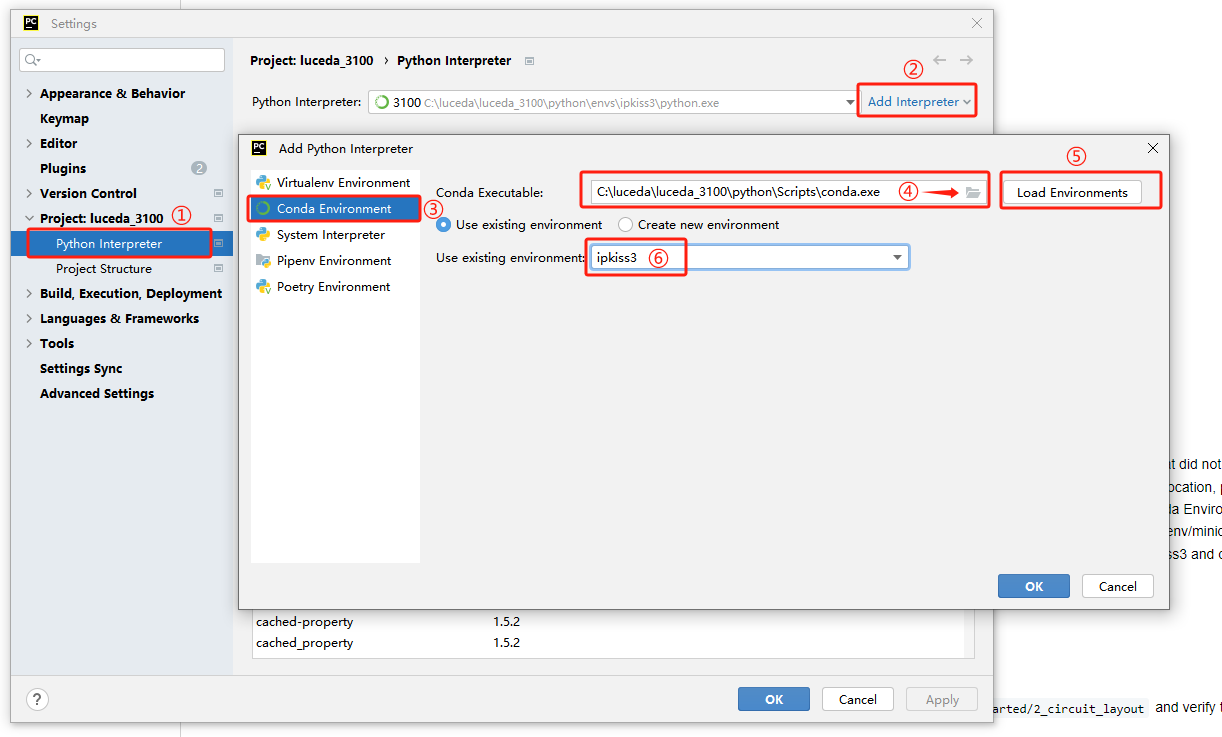 PC Settings
Project: luceda_3100 › Python Interpreter
②
Python Interpreter: 3100 C:\luceda\luceda_3100\python\envs\ipkiss3\python.exe Add Interpreter
Appearance & Behavior
Keymap
Editor
Plugins 2
Version Control
Project: luceda_3100 ①
Python Interpreter
Project Structure
Build, Execution, Deployment
Languages & Frameworks
Tools
Settings Sync
Advanced Settings
PC Add Python Interpreter
Virtualenv Environment
Conda Environment ③
System Interpreter
Pipenv Environment
Poetry Environment
⑤
Conda Executable: C:\luceda\luceda_3100\python\Scripts\conda.exe ④ Load Environments
Use existing environment Create new environment
Use existing environment: ipkiss3 ⑥
OK Cancel
cached-property 1.5.2
cached_property 1.5.2
? OK Cancel Apply
did not
and
arted/2_circuit_layout and verify